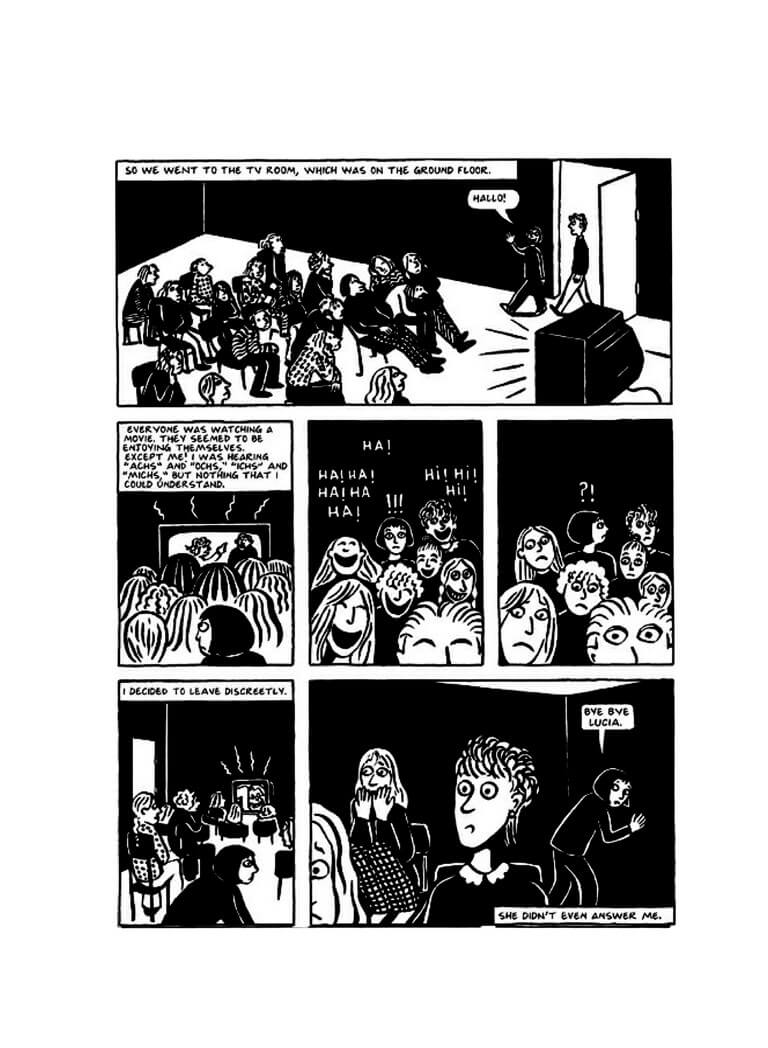 SO WE WENT TO THE TV ROOM, WHICH WAS ON THE GROUND FLOOR.
HALLO!
EVERYONE WAS WATCHING A
MOVIE. THEY SEEMED TO BE
ENJOYING THEMSELVES.
EXCEPT ME! I WAS HEARING
"ACHS" AND "OCHS," "ICHS" AND
"MICHS," BUT NOTHING THAT I
COULD UNDERSTAND.
HA!
HA! HA!
HA! HA
HA!
!!!
Hi! Hi!
Hi!
?!
I DECIDED TO LEAVE DISCREETLY.
BYE BYE
LUCIA.
SHE DIDN'T EVEN ANSWER ME.